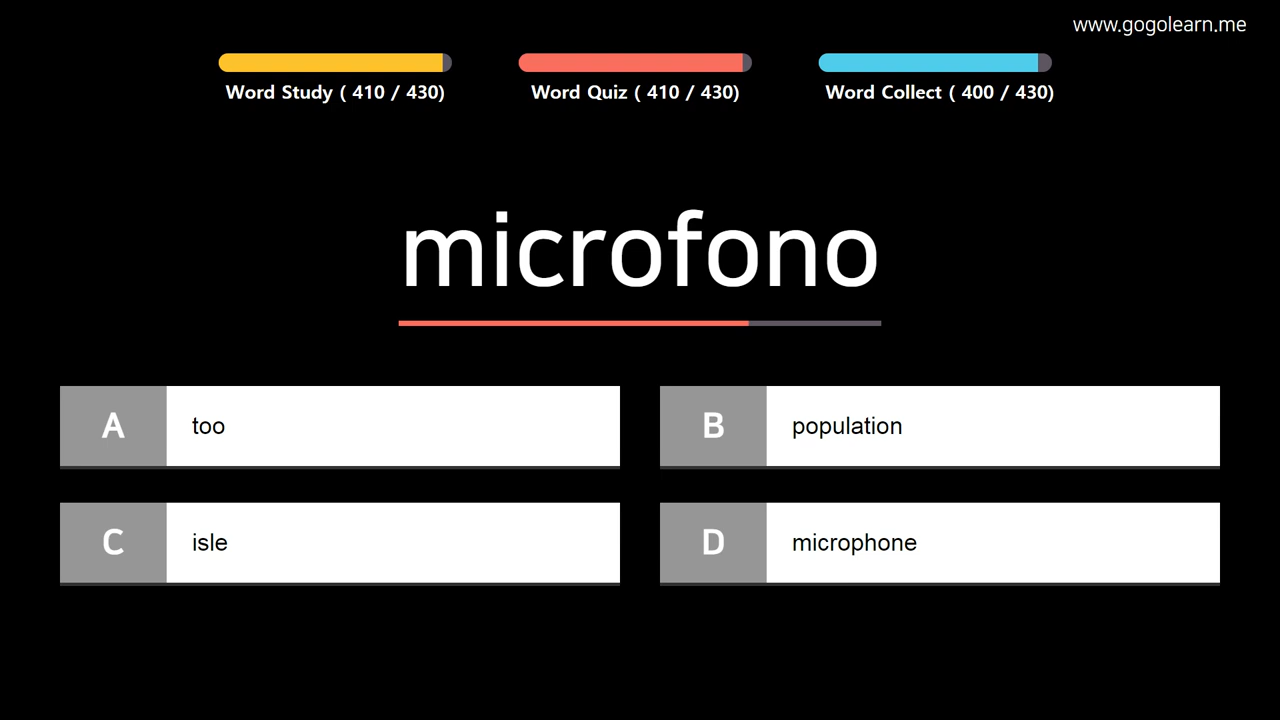 www.gogolearn.me
Word Study ( 410 / 430)
Word Quiz ( 410 / 430)
Word Collect ( 400 / 430)
microfono
A too
B population
C isle
D microphone